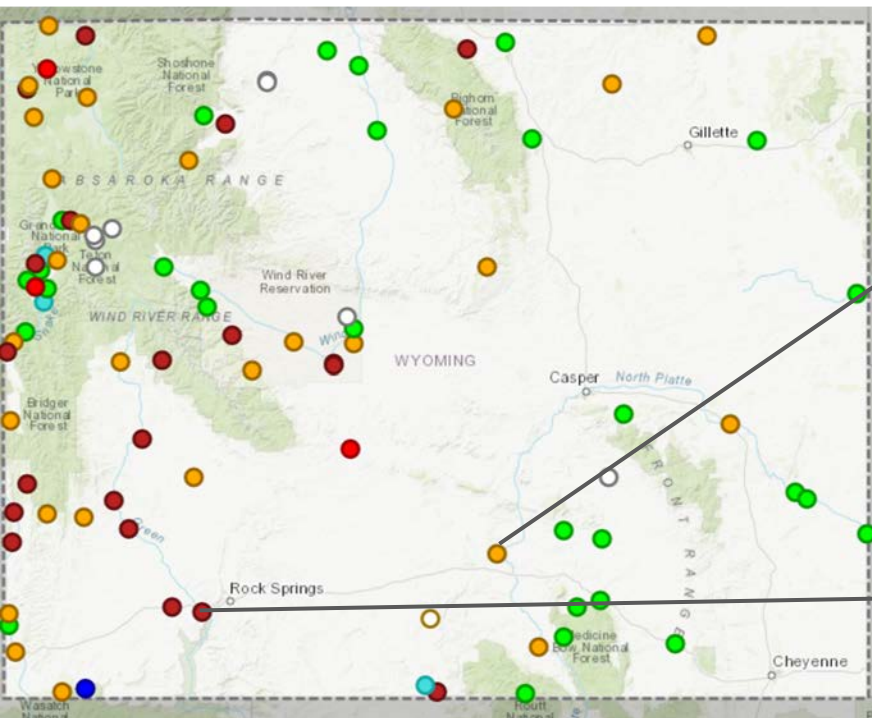 Shoshone
National
Forest
Yellowstone
National
Park
Bighorn
National
Forest
Gillette
ABSAROKA RANGE
Grand
National
Park
Teton
National
Forest
Wind River
Reservation
Snake
WIND RIVER RANGE
Wind
WYOMING
Casper
North Platte
Bridger
National
Forest
FRONT RANGE
Green
Rock Springs
Medicine
Bow National
Forest
Cheyenne
Wasatch
National
Routt
National